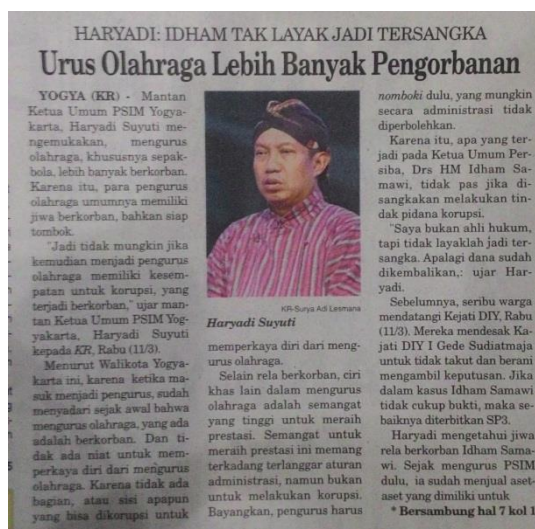 HARYADI: IDHAM TAK LAYAK JADI TERSANGKA
Urus Olahraga Lebih Banyak Pengorbanan
YOGYA (KR) - Mantan
Ketua Umum PSIM Yogya-
karta, Haryadi Suyuti me-
ngemukakan, mengurus
olahraga, khususnya sepak-
bola, lebih banyak berkorban.
Karena itu, para pengurus
olahraga umumnya memiliki
jiwa berkorban, bahkan siap
tombok.
"Jadi tidak mungkin jika
kemudian menjadi pengurus
olahraga memiliki kesem-
patan untuk korupsi, yang
terjadi berkorban," ujar man-
tan Ketua Umum PSIM Yog-
yakarta, Haryadi Suyuti
kepada KR, Rabu (11/3).
Menurut Walikota Yogya-
karta ini, karena ketika ma-
suk menjadi pengurus, sudah
menyadari sejak awal bahwa
mengurus olahraga, yang ada
adalah berkorban. Dan ti-
dak ada niat untuk mem-
perkaya diri dari mengurus
olahraga. Karena tidak ada
bagian, atau sisi apapun
yang bisa dikorupsi untuk
KR-Surya Adi Lesmana
Haryadi Suyuti
memperkaya diri dari meng-
urus olahraga.
Selain rela berkorban, ciri
khas lain dalam mengurus
olahraga adalah semangat
yang tinggi untuk meraih
prestasi. Semangat untuk
meraih prestasi ini memang
terkadang terlanggar aturan
administrasi, namun bukan
untuk melakukan korupsi.
Bayangkan, pengurus harus
nomboki dulu, yang mungkin
secara administrasi tidak
diperbolehkan.
Karena itu, apa yang ter-
jadi pada Ketua Umum Per-
siba, Drs HM Idham Sa-
mawi, tidak pas jika di-
sangkakan melakukan tin-
dak pidana korupsi.
"Saya bukan ahli hukum,
tapi tidak layaklah jadi ter-
sangka. Apalagi dana sudah
dikembalikan,: ujar Har-
yadi.
Sebelumnya, seribu warga
mendatangi Kejati DIY, Rabu
(11/3). Mereka mendesak Ka-
jati DIY I Gede Sudiatmaja
untuk tidak takut dan berani
mengambil keputusan. Jika
dalam kasus Idham Samawi
tidak cukup bukti, maka se-
baiknya diterbitkan SP3.
Haryadi mengetahui jiwa
rela berkorban Idham Sama-
wi. Sejak mengurus PSIM
dulu, ia sudah menjual aset-
aset yang dimiliki untuk
* Bersambung hal 7 kol 1